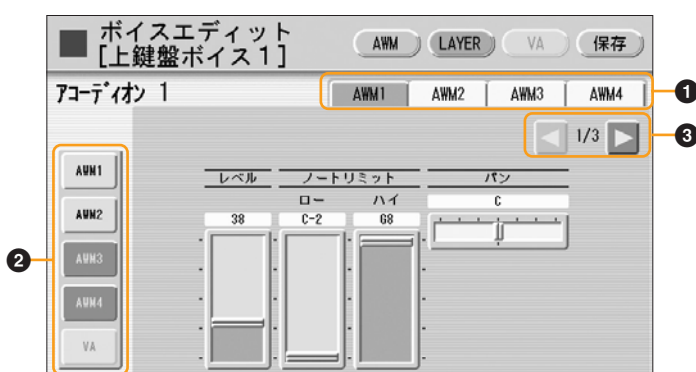 ボイスエディット
[上鍵盤ボイス1]
AWM LAYER VA 保存
アコーディオン 1
AWM1 AWM2 AWM3 AWM4
❶
1/3
❸
AWM1
AWM2
AWM3
AWM4
VA
❷
レベル ノートリミット パン
ロー ハイ
38 C-2 G8 C